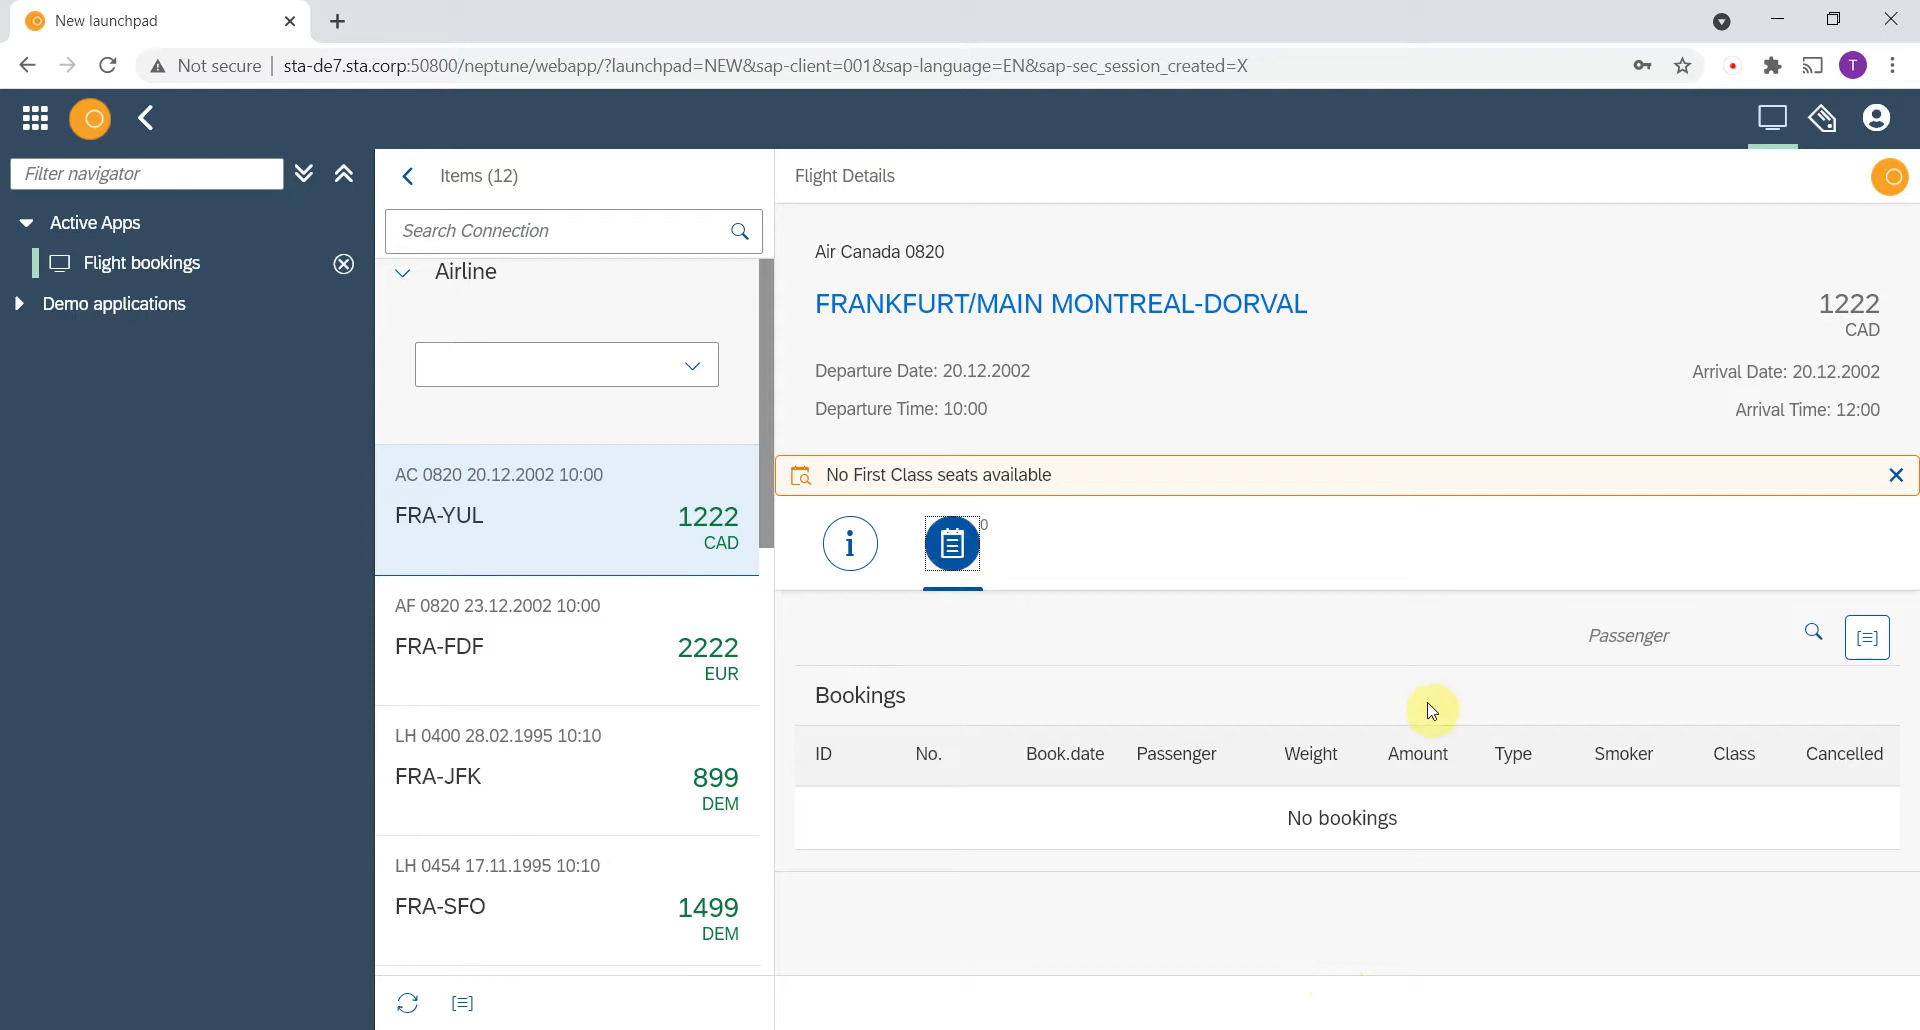 New launchpad
Not secure
sta-de7.sta.corp:50800/neptune/webapp/?launchpad=NEW&sap-client=001&sap-language=EN&sap-sec_session_created=X
T
Filter navigator
Active Apps
Flight bookings
Demo applications
Items (12)
Search Connection
Airline
AC 0820 20.12.2002 10:00
FRA-YUL
1222
CAD
AF 0820 23.12.2002 10:00
FRA-FDF
2222
EUR
LH 0400 28.02.1995 10:10
FRA-JFK
899
DEM
LH 0454 17.11.1995 10:10
FRA-SFO
1499
DEM
Flight Details
Air Canada 0820
FRANKFURT/MAIN MONTREAL-DORVAL
1222
CAD
Departure Date: 20.12.2002
Arrival Date: 20.12.2002
Departure Time: 10:00
Arrival Time: 12:00
No First Class seats available
0
Passenger
Bookings
ID No. Book.date Passenger Weight Amount Type Smoker Class Cancelled
No bookings